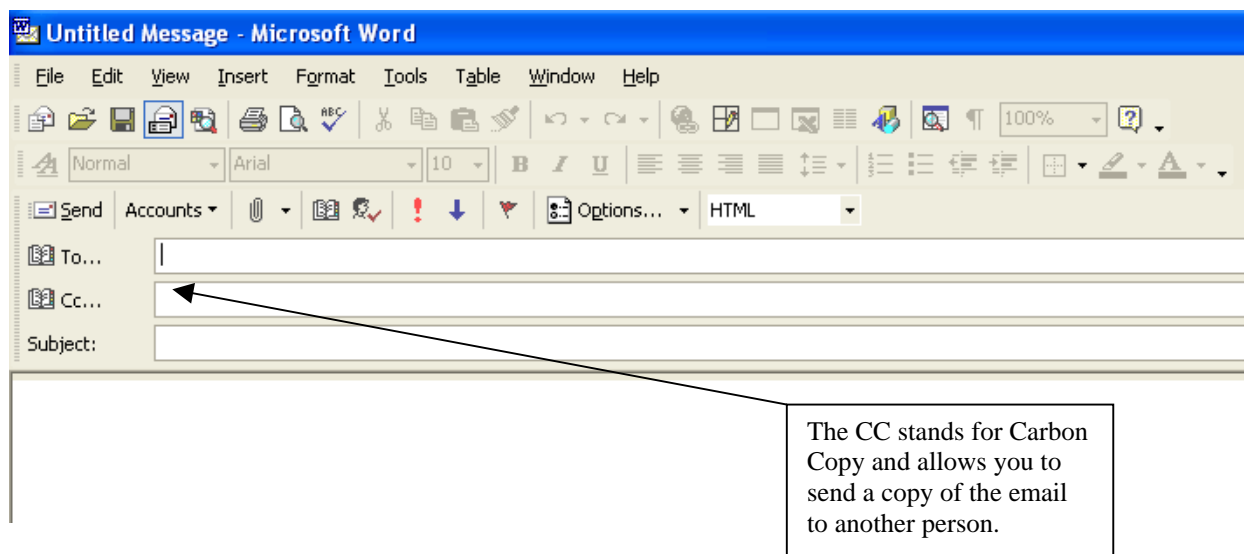 Untitled Message - Microsoft Word
File Edit View Insert Format Tools Table Window Help
ABC 100%
Normal Arial 10 B I U
Send Accounts Options... HTML
To...
Cc...
Subject:
The CC stands for Carbon
Copy and allows you to
send a copy of the email
to another person.